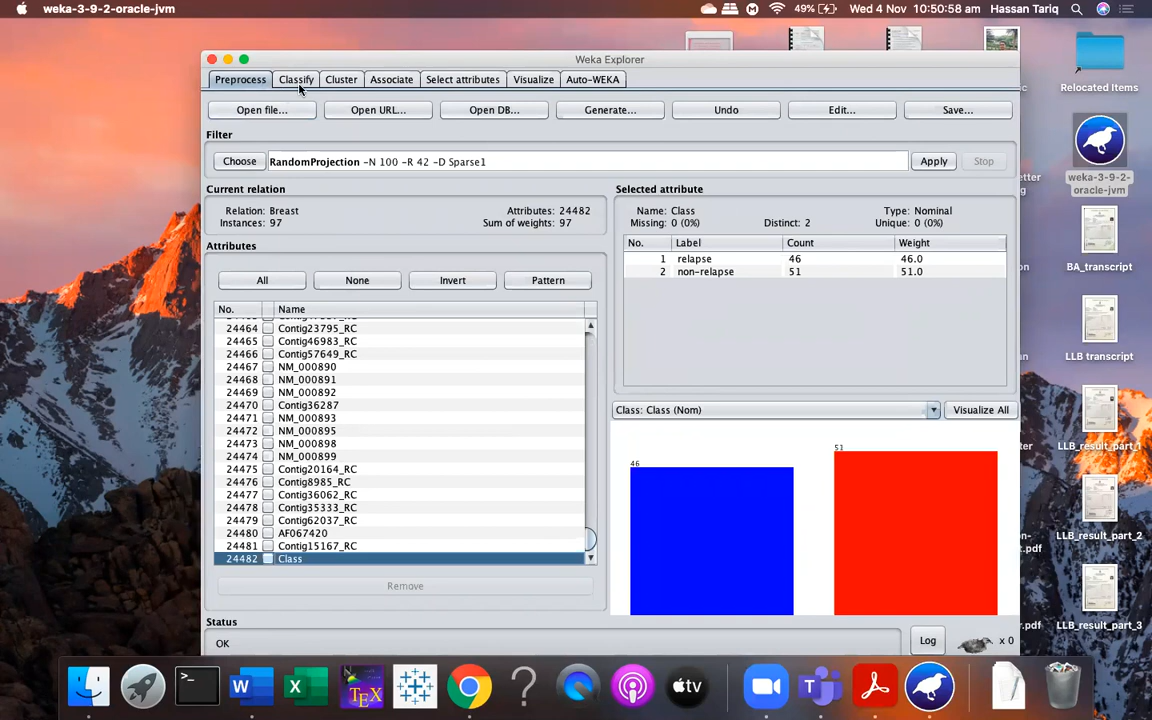 weka-3-9-2-oracle-jvm
49%
Wed 4 Nov 10:50:58 am
Hassan Tariq
Weka Explorer
Preprocess Classify Cluster Associate Select attributes Visualize Auto-WEKA
Open file... Open URL... Open DB... Generate... Undo Edit... Save...
Filter
Choose RandomProjection -N 100 -R 42 -D Sparse1 Apply Stop
Current relation
Relation: Breast Attributes: 24482
Instances: 97 Sum of weights: 97
Attributes
All None Invert Pattern
No. Name
24464 Contig23795_RC
24465 Contig46983_RC
24466 Contig57649_RC
24467 NM_000890
24468 NM_000891
24469 NM_000892
24470 Contig36287
24471 NM_000893
24472 NM_000895
24473 NM_000898
24474 NM_000899
24475 Contig20164_RC
24476 Contig8985_RC
24477 Contig36062_RC
24478 Contig35333_RC
24479 Contig62037_RC
24480 AF067420
24481 Contig15167_RC
24482 Class
Remove
Selected attribute
Name: Class Type: Nominal
Missing: 0 (0%) Distinct: 2 Unique: 0 (0%)
No. Label Count Weight
1 relapse 46 46.0
2 non-relapse 51 51.0
Class: Class (Nom) Visualize All
46
51
Status
OK
Log x 0
Relocated Items
weka-3-9-2-
oracle-jvm
BA_transcript
LLB transcript
LLB_result_part_1
LLB_result_part_2
LLB_result_part_3
tv
W
X
TEX
T